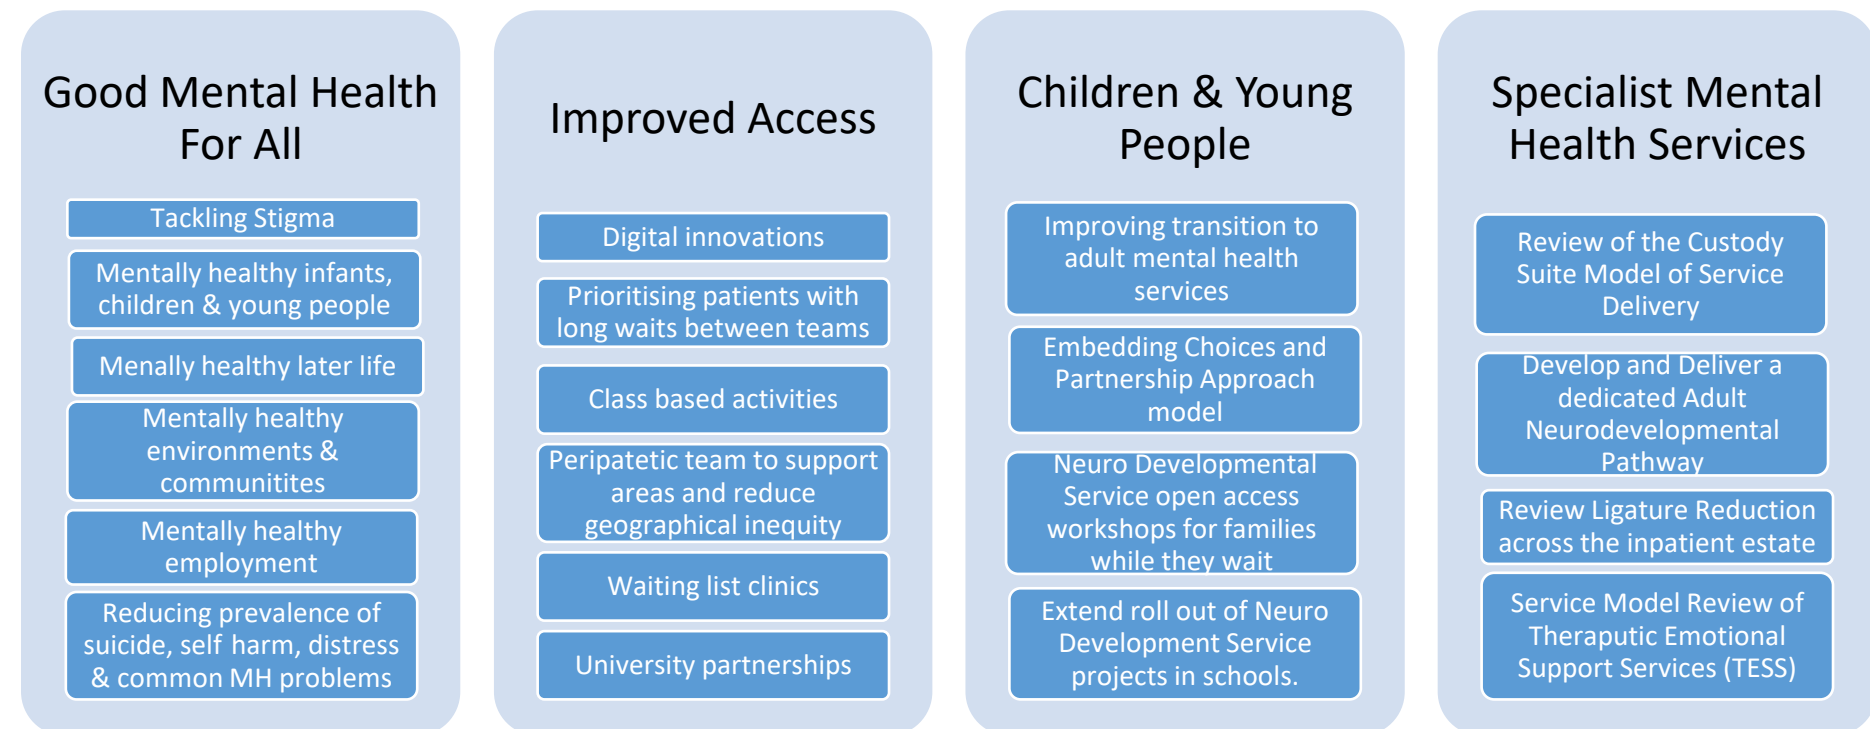 Good Mental Health
For All
Tackling Stigma
Mentally healthy infants,
children & young people
Menally healthy later life
Mentally healthy
environments &
communitites
Mentally healthy
employment
Reducing prevalence of
suicide, self harm, distress
& common MH problems
Improved Access
Digital innovations
Prioritising patients with
long waits between teams
Class based activities
Peripatetic team to support
areas and reduce
geographical inequity
Waiting list clinics
University partnerships
Children & Young
People
Improving transition to
adult mental health
services
Embedding Choices and
Partnership Approach
model
Neuro Developmental
Service open access
workshops for families
while they wait
Extend roll out of Neuro
Development Service
projects in schools.
Specialist Mental
Health Services
Review of the Custody
Suite Model of Service
Delivery
Develop and Deliver a
dedicated Adult
Neurodevelopmental
Pathway
Review Ligature Reduction
across the inpatient estate
Service Model Review of
Theraputic Emotional
Support Services (TESS)